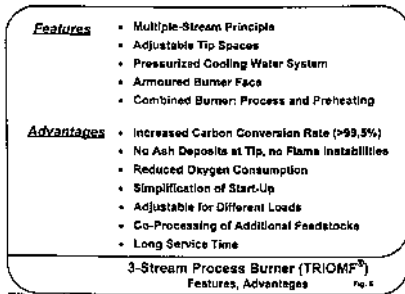 Features
• Multiple-Stream Principle
• Adjustable Tip Spaces
• Pressurized Cooling Water System
• Armoured Burner Face
• Combined Burner: Process and Preheating
Advantages
• Increased Carbon Conversion Rate (>99,5%)
• No Ash Deposits at Tip, no Flame Instabilities
• Reduced Oxygen Consumption
• Simplification of Start-Up
• Adjustable for Different Loads
• Co-Processing of Additional Feedstocks
• Long Service Time
3-Stream Process Burner (TRIOMF®)
Features, Advantages